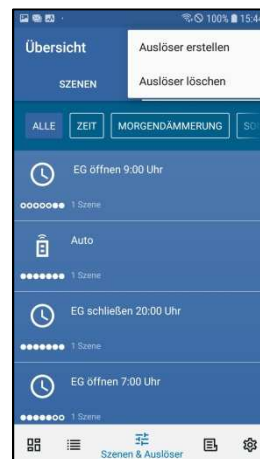 100% 15:44
Übersicht
Auslöser erstellen
Auslöser löschen
SZENEN
ALLE
ZEIT
MORGENDÄMMERUNG
EG öffnen 9:00 Uhr
1 Szene
Auto
1 Szene
EG schließen 20:00 Uhr
1 Szene
EG öffnen 7:00 Uhr
1 Szene
Szenen & Auslöser